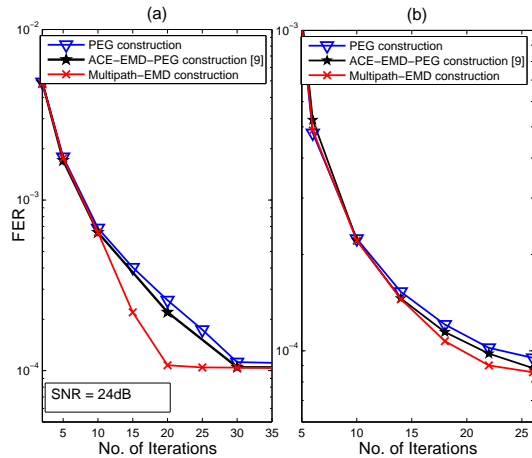 (a)
(b)
10^-2
10^-3
10^-4
FER
PEG construction
ACE-EMD-PEG construction [9]
Multipath-EMD construction
SNR = 24dB
5 10 15 20 25 30 35
No. of Iterations
10^-3
10^-4
PEG construction
ACE-EMD-PEG construction [9]
Multipath-EMD construction
5 10 15 20 25
No. of Iterations